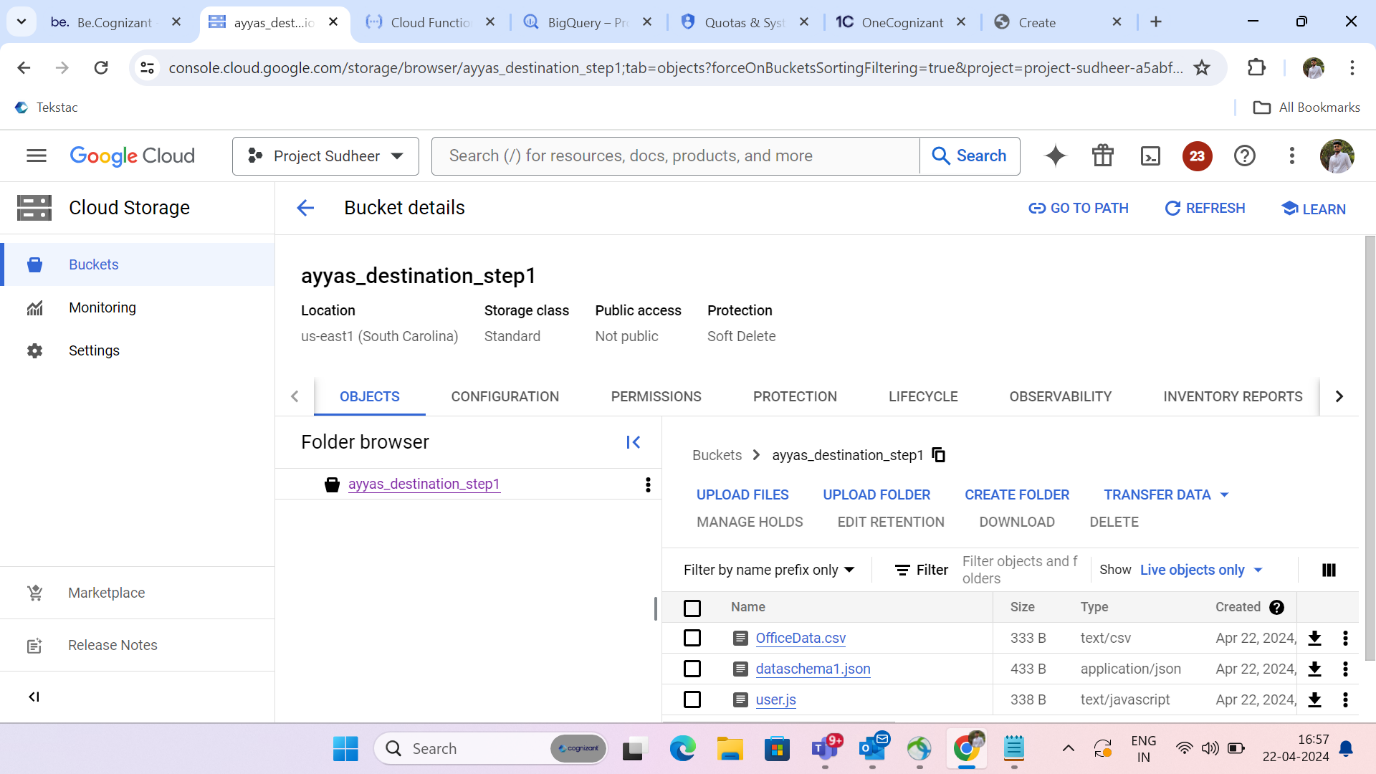 be. Be.Cognizant
ayyas_dest...io
Cloud Functio
BigQuery – Pr
Quotas & Syst
1C OneCognizant
Create
console.cloud.google.com/storage/browser/ayyas_destination_step1;tab=objects?forceOnBucketsSortingFiltering=true&project=project-sudheer-a5abf...
Tekstac
All Bookmarks
Google Cloud
Project Sudheer
Search (/) for resources, docs, products, and more
Search
23
Cloud Storage
Bucket details
GO TO PATH
REFRESH
LEARN
Buckets
Monitoring
Settings
Marketplace
Release Notes
ayyas_destination_step1
Location Storage class Public access Protection
us-east1 (South Carolina) Standard Not public Soft Delete
OBJECTS CONFIGURATION PERMISSIONS PROTECTION LIFECYCLE OBSERVABILITY INVENTORY REPORTS
Folder browser
ayyas_destination_step1
Buckets > ayyas_destination_step1
UPLOAD FILES UPLOAD FOLDER CREATE FOLDER TRANSFER DATA
MANAGE HOLDS EDIT RETENTION DOWNLOAD DELETE
Filter by name prefix only
Filter
Filter objects and f
olders
Show Live objects only
Name Size Type Created
OfficeData.csv 333 B text/csv Apr 22, 2024,
dataschema1.json 433 B application/json Apr 22, 2024,
user.js 338 B text/javascript Apr 22, 2024,
Search
cognizant
9+
ENG
IN
16:57
22-04-2024